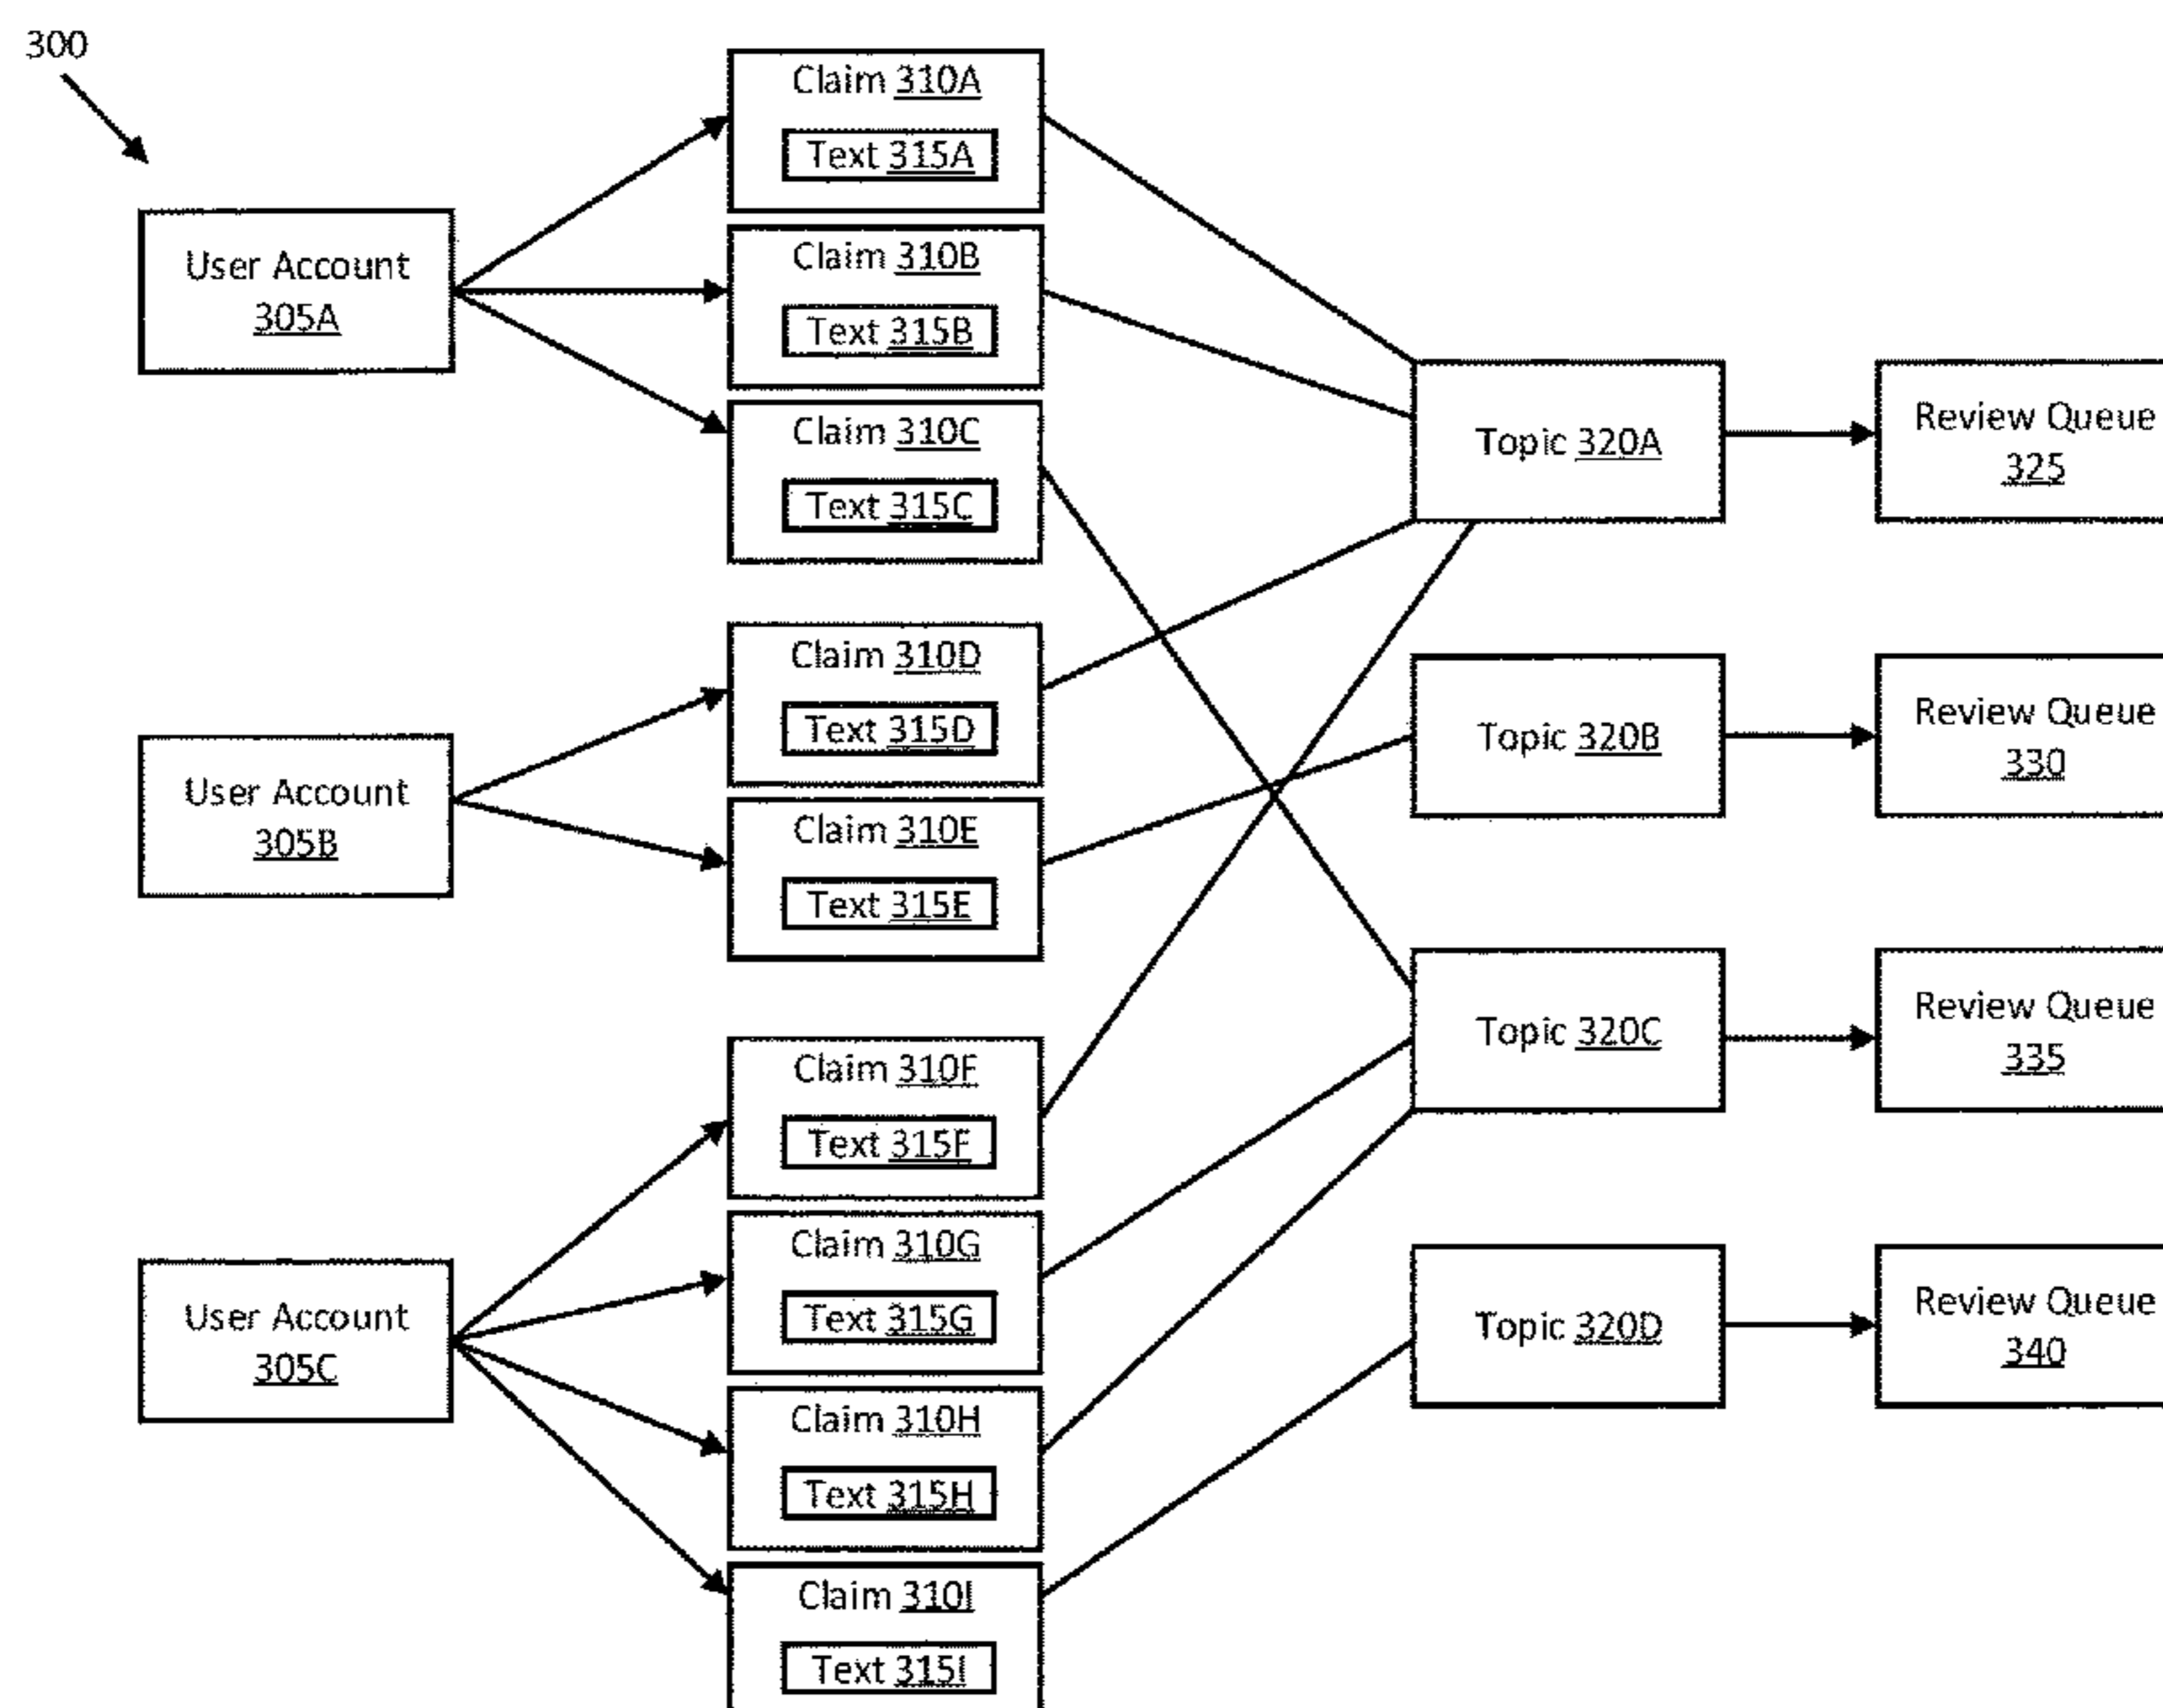 300
Claim 310A
Text 315A
Claim 310B
Text 315B
Claim 310C
Text 315C
User Account
305A
Claim 310D
Text 315D
Claim 310E
Text 315E
User Account
305B
Claim 310F
Text 315F
Claim 310G
Text 315G
Claim 310H
Text 315H
Claim 310I
Text 315I
User Account
305C
Topic 320A
Topic 320B
Topic 320C
Topic 320D
Review Queue
325
Review Queue
330
Review Queue
335
Review Queue
340